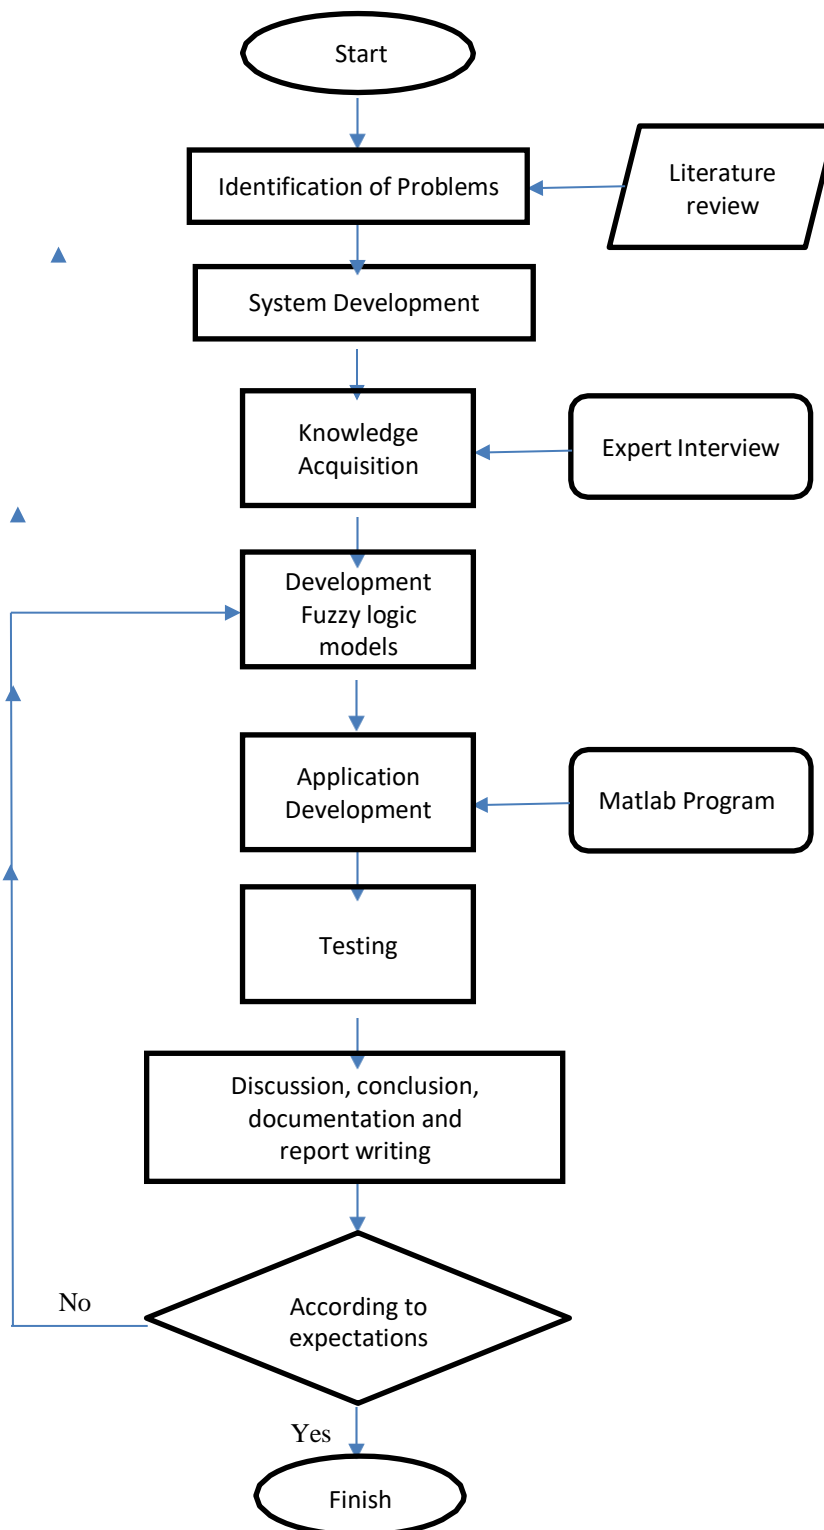 Start
Identification of Problems
Literature
review
System Development
Knowledge
Acquisition
Expert Interview
Development
Fuzzy logic
models
Application
Development
Matlab Program
Testing
Discussion, conclusion,
documentation and
report writing
According to
expectations
No
Yes
Finish